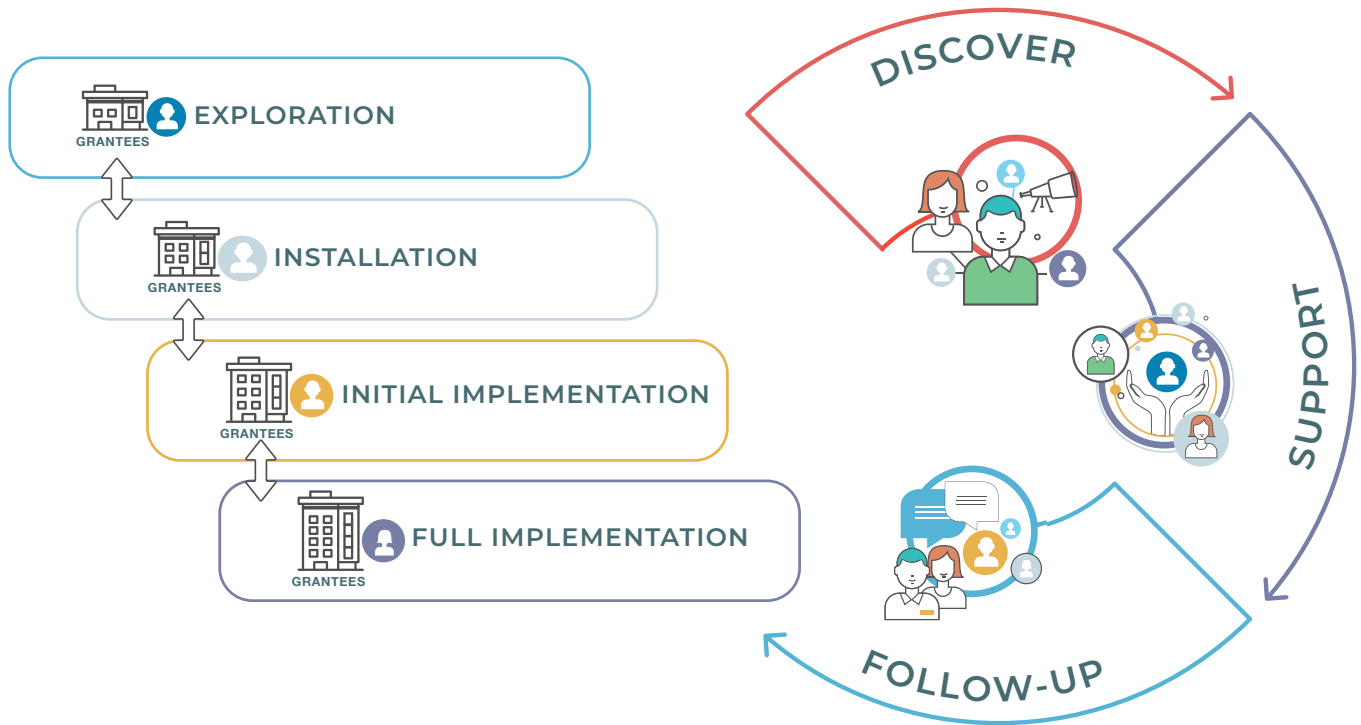 EXPLORATION
GRANTEES
INSTALLATION
GRANTEES
INITIAL IMPLEMENTATION
GRANTEES
FULL IMPLEMENTATION
GRANTEES
DISCOVER
SUPPORT
FOLLOW-UP